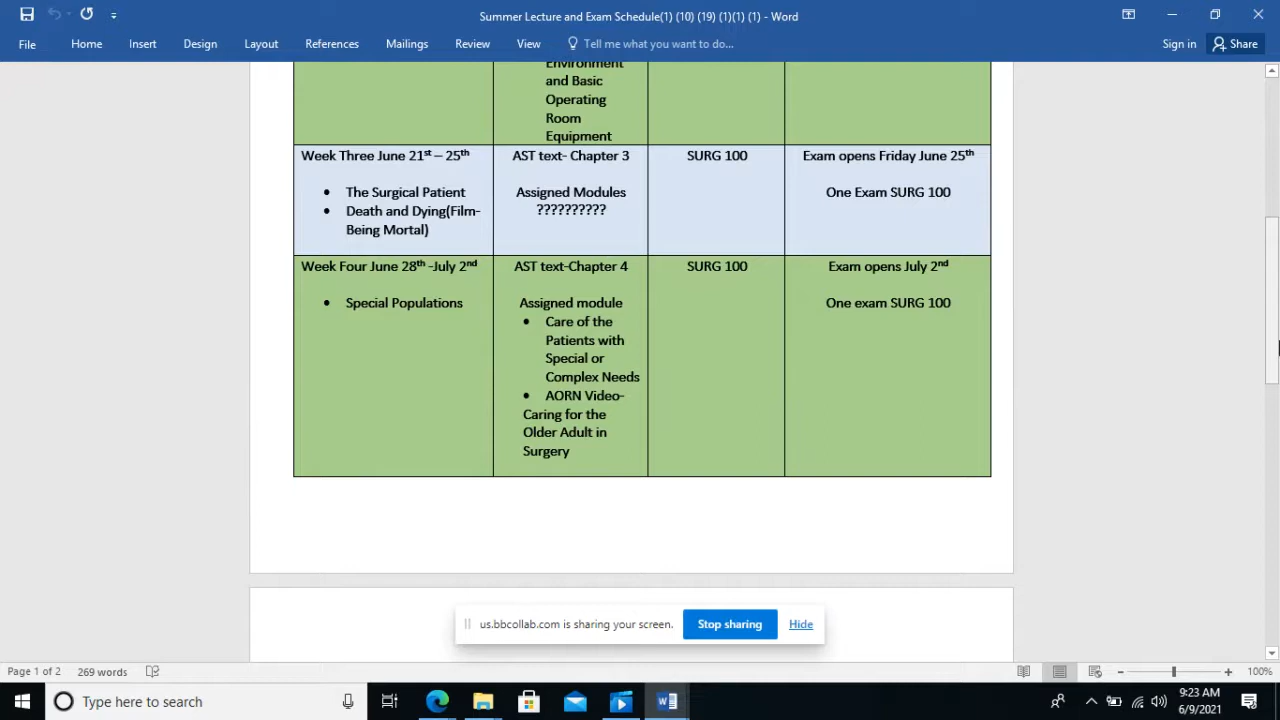 Summer Lecture and Exam Schedule(1) (10) (19) (1)(1) (1) - Word
File Home Insert Design Layout References Mailings Review View Tell me what you want to do... Sign in Share
Environment
and Basic
Operating
Room
Equipment
Week Three June 21st – 25th
• The Surgical Patient
• Death and Dying(Film-
Being Mortal)
AST text- Chapter 3
Assigned Modules
??????????
SURG 100
Exam opens Friday June 25th
One Exam SURG 100
Week Four June 28th -July 2nd
• Special Populations
AST text-Chapter 4
Assigned module
• Care of the
Patients with
Special or
Complex Needs
• AORN Video-
Caring for the
Older Adult in
Surgery
SURG 100
Exam opens July 2nd
One exam SURG 100
us.bbcollab.com is sharing your screen. Stop sharing Hide
Page 1 of 2 269 words 100%
Type here to search
9:23 AM
6/9/2021